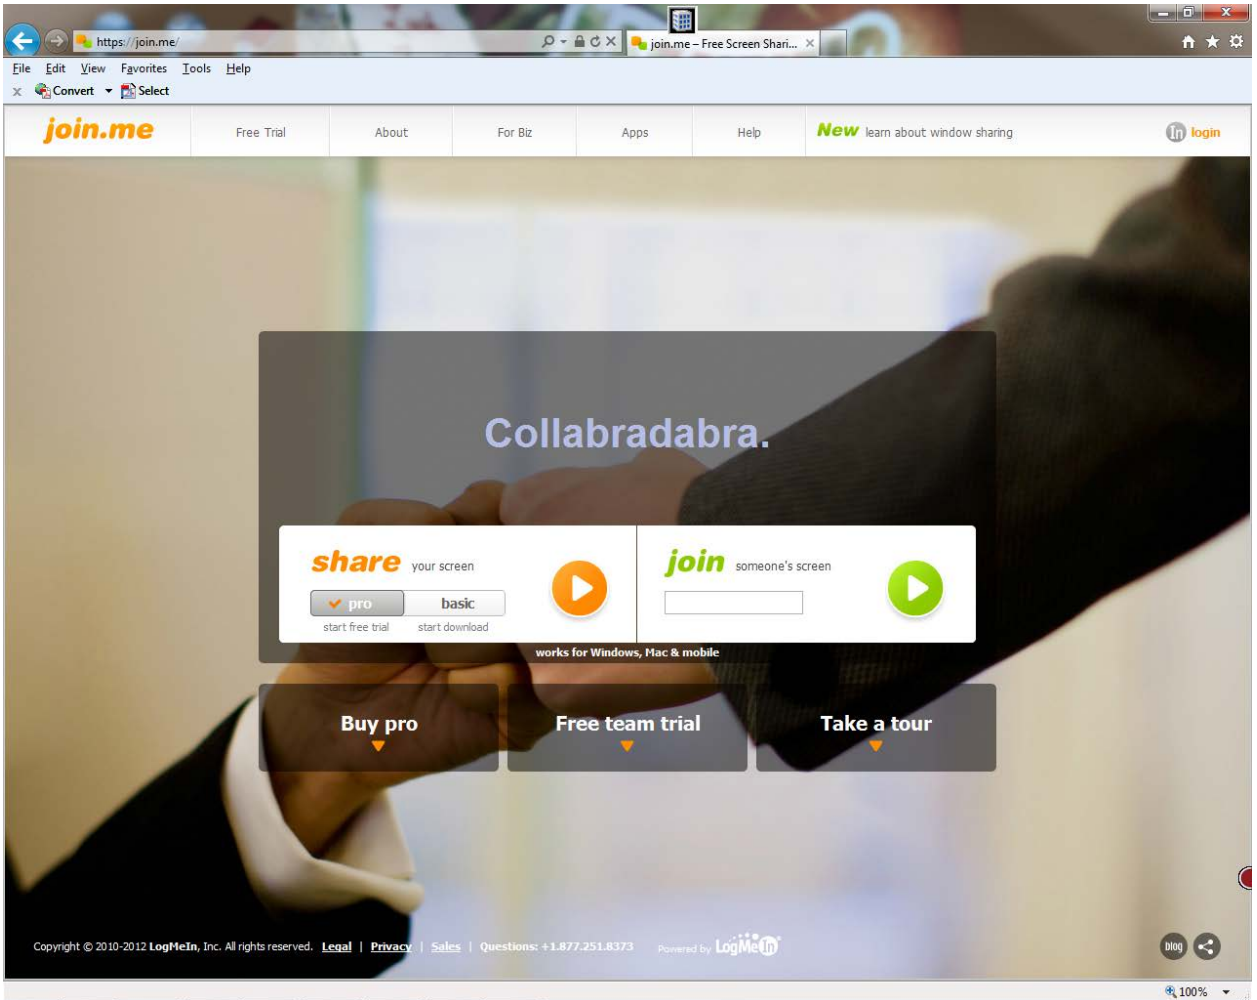 https://join.me/
join.me – Free Screen Shari...
File Edit View Favorites Tools Help
x Convert Select
join.me Free Trial About For Biz Apps Help New learn about window sharing In login
Collabradabra.
share your screen
pro basic
start free trial start download
join someone's screen
works for Windows, Mac & mobile
Buy pro Free team trial Take a tour
Copyright © 2010-2012 LogMeIn, Inc. All rights reserved. Legal | Privacy | Sales | Questions: +1.877.251.8373 Powered by LogMeIn blog
100%